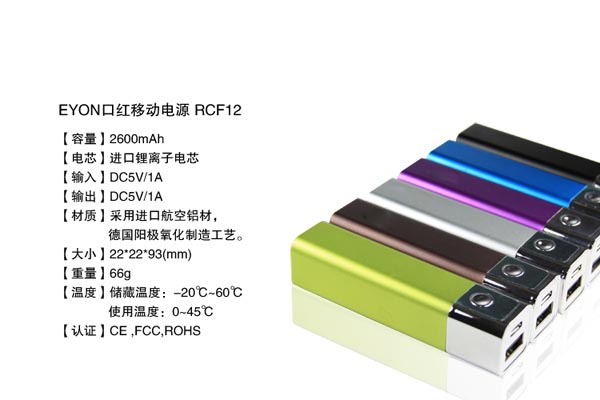 EYON口红移动电源 RCF12
【容量】2600mAh
【电芯】进口锂离子电芯
【输入】DC5V/1A
【输出】DC5V/1A
【材质】采用进口航空铝材，
德国阳极氧化制造工艺。
【大小】22*22*93(mm)
【重量】66g
【温度】储藏温度：-20℃~60℃
使用温度：0~45℃
【认证】CE ,FCC,ROHS